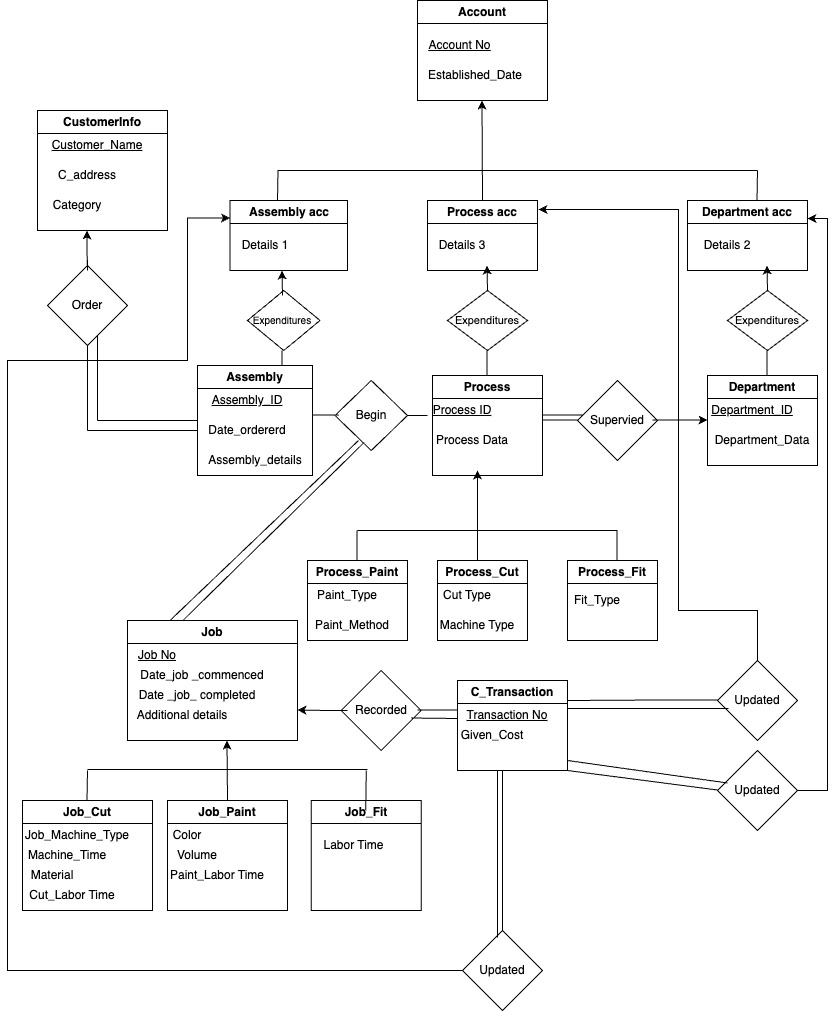 Account
Account No
Established_Date
CustomerInfo
Customer_Name
C_address
Category
Assembly acc
Details 1
Process acc
Details 3
Department acc
Details 2
Order
Expenditures
Expenditures
Expenditures
Assembly
Assembly_ID
Date_ordererd
Assembly_details
Begin
Process
Process ID
Process Data
Supervied
Department
Department_ID
Department_Data
Process_Paint
Paint_Type
Paint_Method
Process_Cut
Cut Type
Machine Type
Process_Fit
Fit_Type
Job
Job No
Date_job _commenced
Date _job_ completed
Additional details
Recorded
C_Transaction
Transaction No
Given_Cost
Updated
Updated
Job_Cut
Job_Machine_Type
Machine_Time
Material
Cut_Labor Time
Job_Paint
Color
Volume
Paint_Labor Time
Job_Fit
Labor Time
Updated